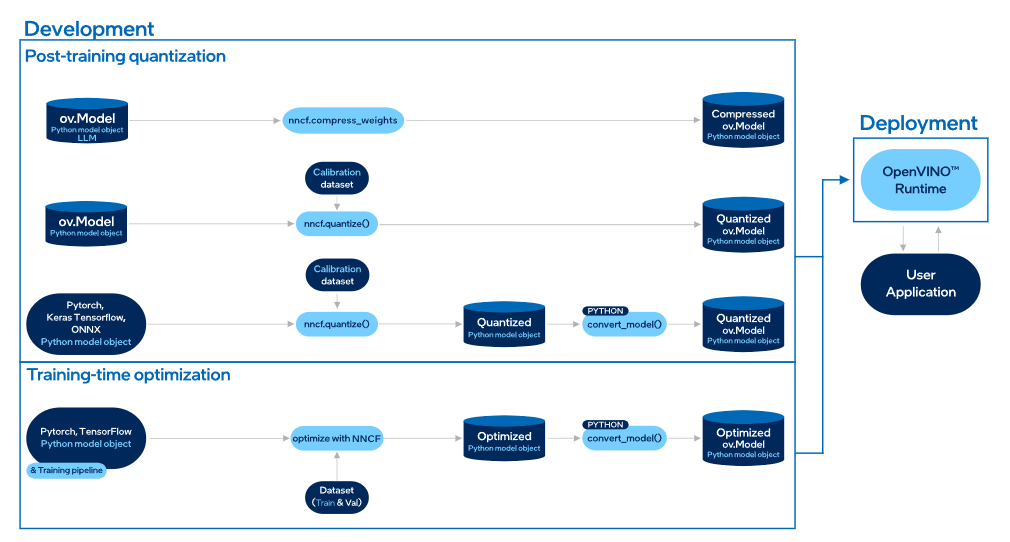 Development
Post-training quantization
ov.Model
Python model object
LLM
nncf.compress_weights
Compressed
ov.Model
Python model object
Calibration
dataset
ov.Model
Python model object
nncf.quantize()
Quantized
ov.Model
Python model object
Calibration
dataset
Pytorch,
Keras Tensorflow,
ONNX
Python model object
nncf.quantize()
Quantized
Python model object
PYTHON
convert_model()
Quantized
ov.Model
Python model object
Training-time optimization
Pytorch, TensorFlow
Python model object
& Training pipeline
optimize with NNCF
Dataset
(Train & Val)
Optimized
Python model object
PYTHON
convert_model()
Optimized
ov.Model
Python model object
Deployment
OpenVINO™
Runtime
User
Application